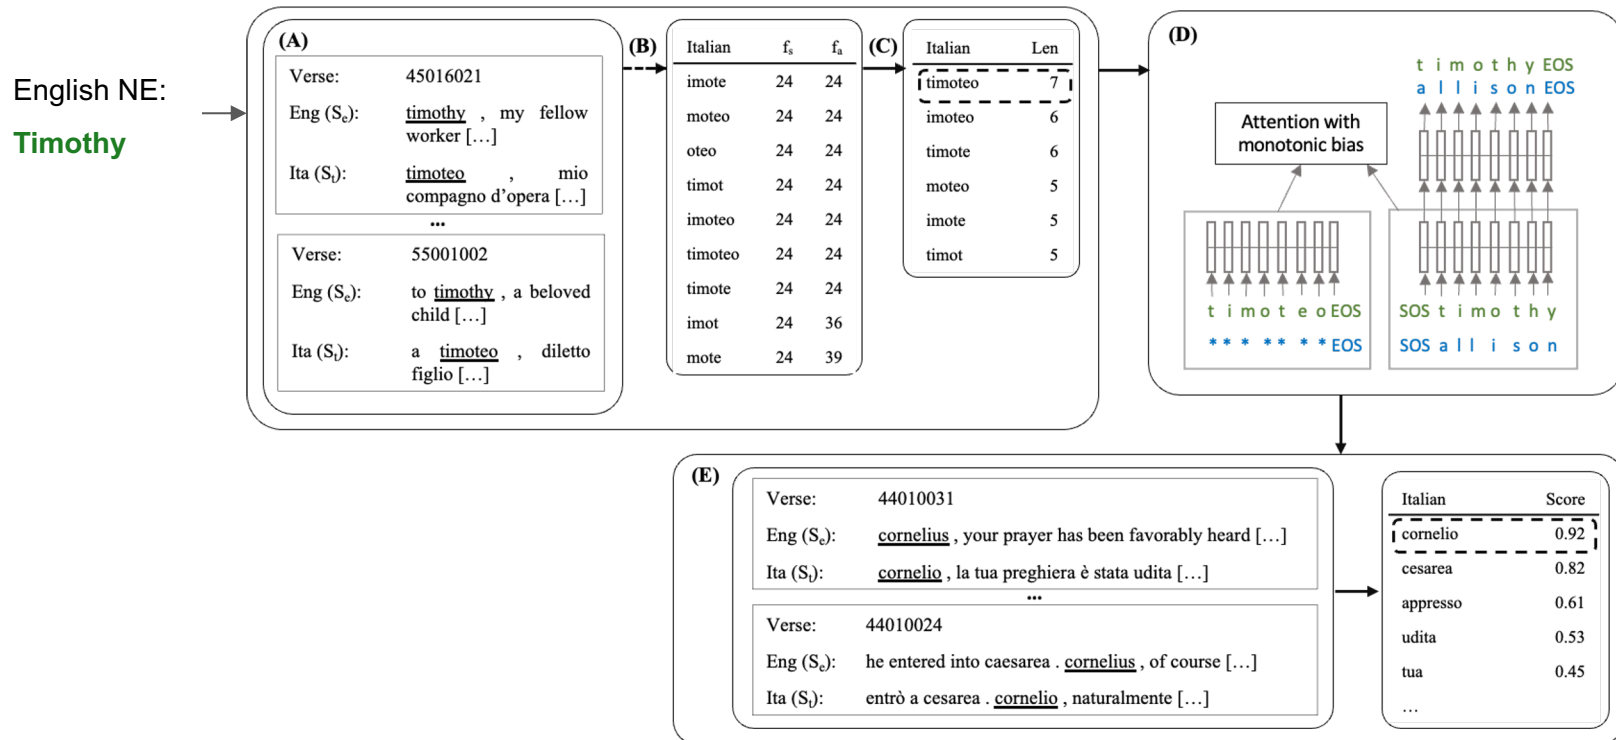 English NE:
Timothy
(A)
Verse: 45016021
Eng (Se): timothy , my fellow
worker […]
Ita (St): timoteo , mio
compagno d'opera […]
...
Verse: 55001002
Eng (Se): to timothy , a beloved
child […]
Ita (St): a timoteo , diletto
figlio […]
(B)
Italian fs fa
imote 24 24
moteo 24 24
oteo 24 24
timot 24 24
imoteo 24 24
timoteo 24 24
timote 24 24
imot 24 36
mote 24 39
(C)
Italian Len
timoteo 7
imoteo 6
timote 6
moteo 5
imote 5
timot 5
(D)
t i m o t h y EOS
a l l i s o n EOS
Attention with
monotonic bias
t i m o t e o EOS
* * * * * * * EOS
SOS t i m o t h y
SOS a l l i s o n
(E)
Verse: 44010031
Eng (Se): cornelius , your prayer has been favorably heard […]
Ita (St): cornelio , la tua preghiera è stata udita […]
...
Verse: 44010024
Eng (Se): he entered into caesarea . cornelius , of course […]
Ita (St): entrò a cesarea . cornelio , naturalmente […]
Italian Score
cornelio 0.92
cesarea 0.82
appresso 0.61
udita 0.53
tua 0.45
...